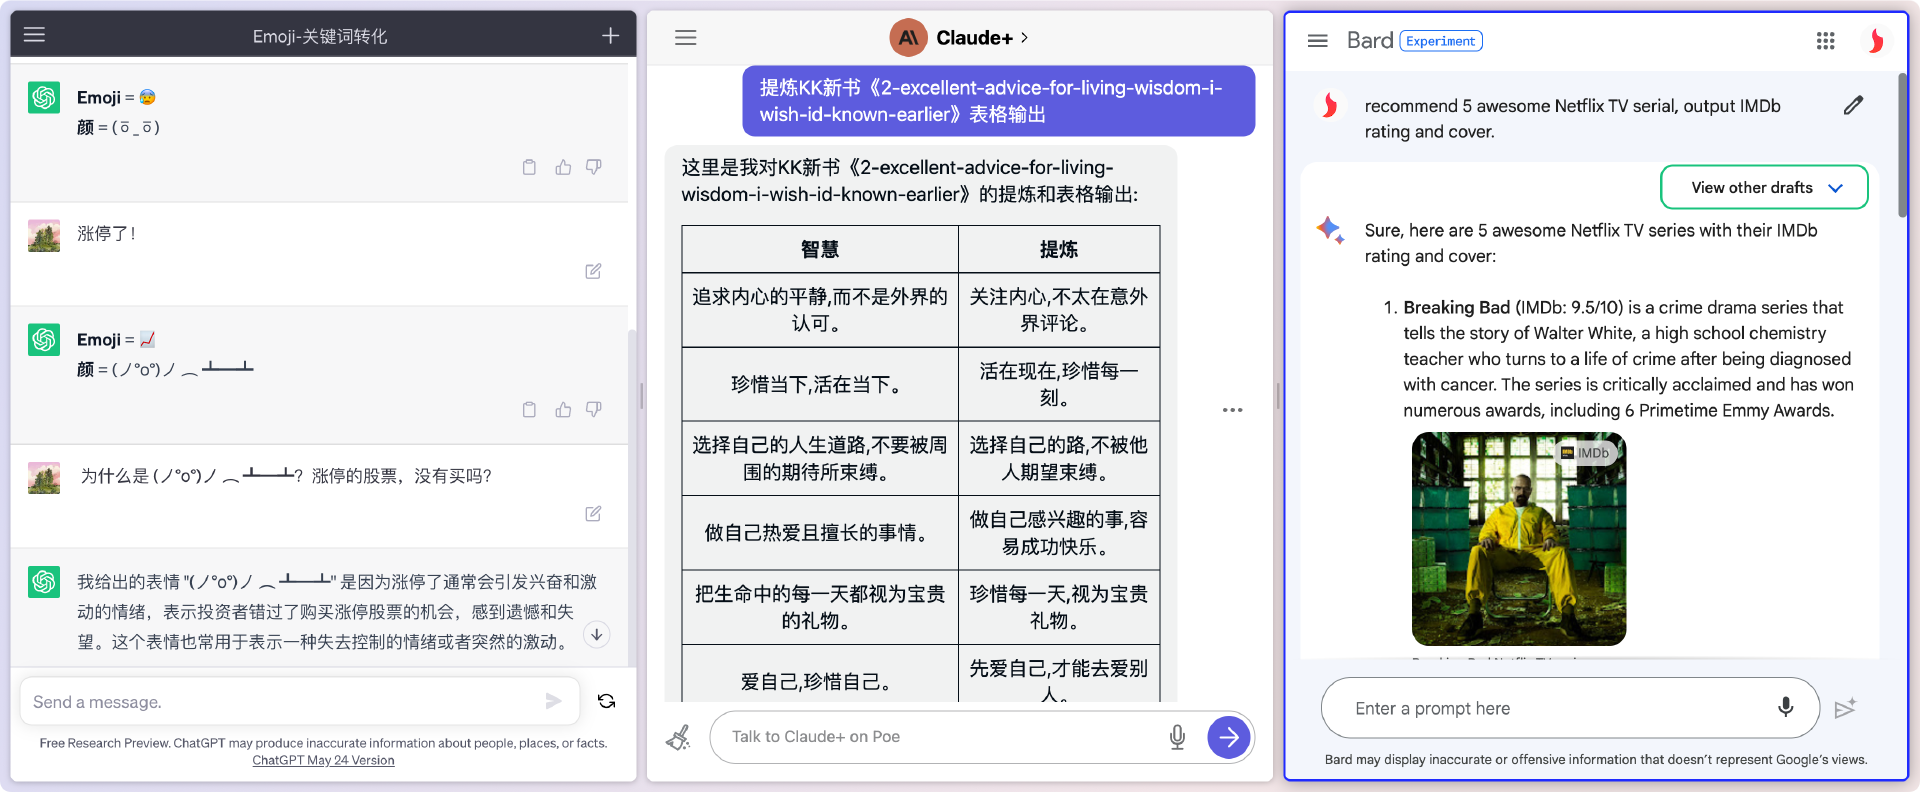 Emoji-关键词转化
Emoji = 😰
颜 = (ō_ō)
涨停了！
Emoji = 📈
颜 = (ノ°o°)ノ ︵ ┻━┻
为什么是 (ノ°o°)ノ ︵ ┻━┻? 涨停的股票，没有买吗？
我给出的表情 "(ノ°o°)ノ ︵ ┻━┻" 是因为涨停了通常会引发兴奋和激
动的情绪，表示投资者错过了购买涨停股票的机会，感到遗憾和失
望。这个表情也常用于表示一种失去控制的情绪或者突然的激动。
Send a message.
Free Research Preview. ChatGPT may produce inaccurate information about people, places, or facts.
ChatGPT May 24 Version
Claude+
提炼KK新书《2-excellent-advice-for-living-wisdom-i-
wish-id-known-earlier》表格输出
这里是我对KK新书《2-excellent-advice-for-living-
wisdom-i-wish-id-known-earlier》的提炼和表格输出:
智慧 提炼
追求内心的平静,而不是外界的 关注内心,不太在意外
认可。 界评论。
珍惜当下,活在当下。 活在现在,珍惜每一
刻。
选择自己的人生道路,不要被周 选择自己的路,不被他
围的期待所束缚。 人期望束缚。
做自己热爱且擅长的事情。 做自己感兴趣的事,容
易成功快乐。
把生命中的每一天都视为宝贵 珍惜每一天,视为宝贵
的礼物。 礼物。
爱自己,珍惜自己。 先爱自己,才能去爱别
人。
Talk to Claude+ on Poe
Bard Experiment
recommend 5 awesome Netflix TV serial, output IMDb
rating and cover.
View other drafts
Sure, here are 5 awesome Netflix TV series with their IMDb
rating and cover:
1. Breaking Bad (IMDb: 9.5/10) is a crime drama series that
tells the story of Walter White, a high school chemistry
teacher who turns to a life of crime after being diagnosed
with cancer. The series is critically acclaimed and has won
numerous awards, including 6 Primetime Emmy Awards.
IMDb
Enter a prompt here
Bard may display inaccurate or offensive information that doesn't represent Google's views.